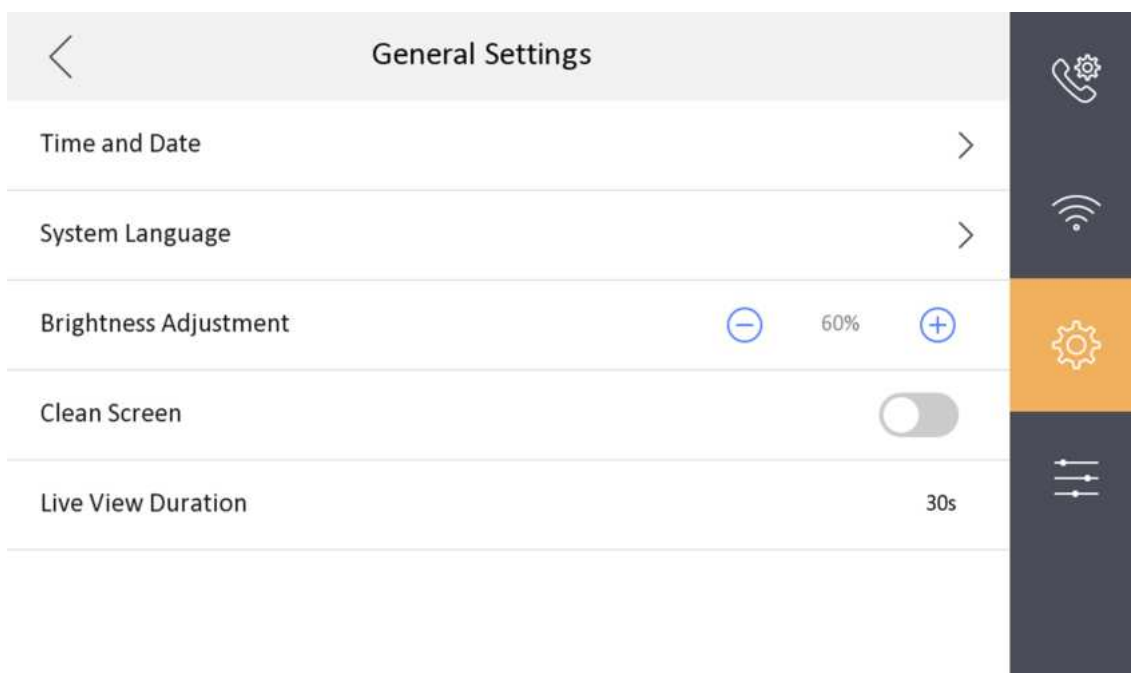 General Settings
Time and Date
System Language
Brightness Adjustment 60%
Clean Screen
Live View Duration 30s